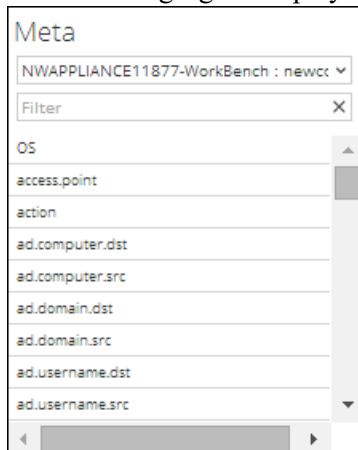 Meta
NWAPPLIANCE11877-WorkBench : newcc
Filter
OS
access.point
action
ad.computer.dst
ad.computer.src
ad.domain.dst
ad.domain.src
ad.username.dst
ad.username.src